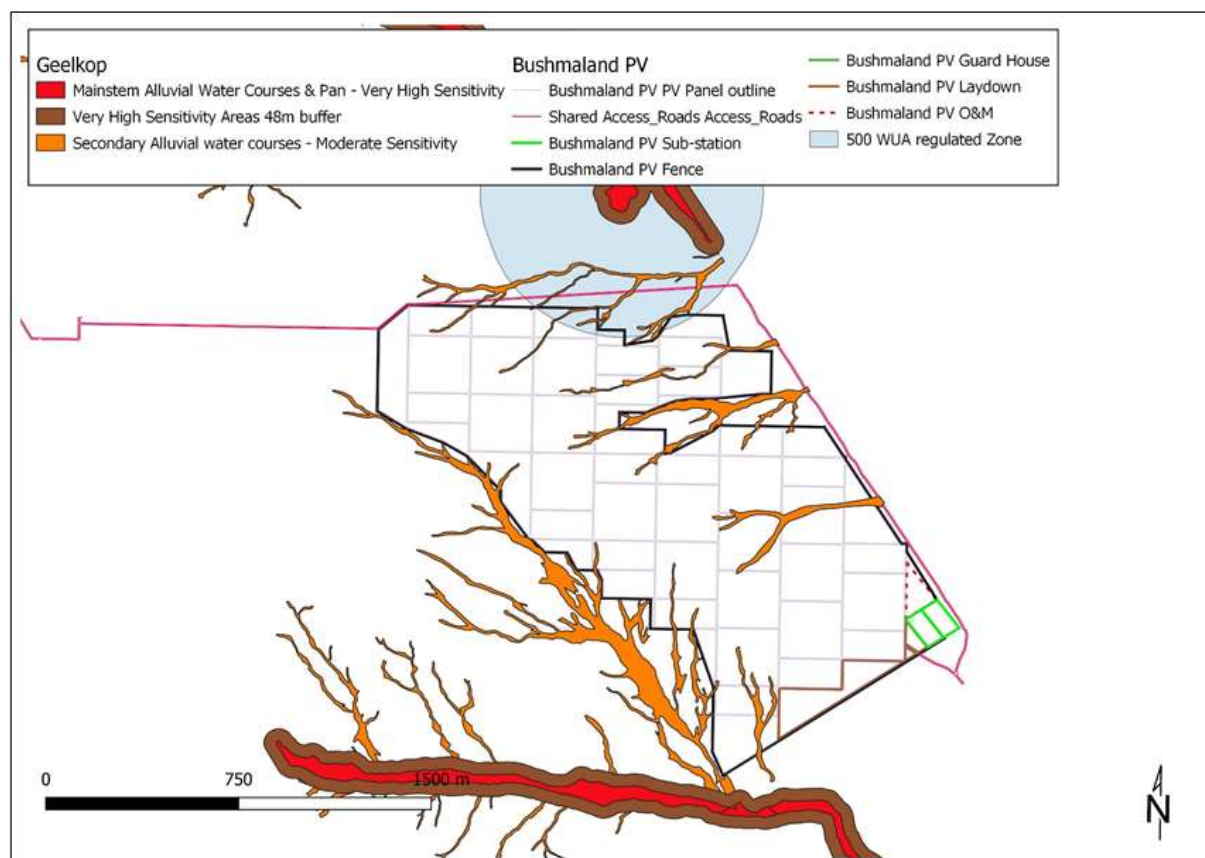 Geelkop
Mainstem Alluvial Water Courses & Pan - Very High Sensitivity
Very High Sensitivity Areas 48m buffer
Secondary Alluvial water courses - Moderate Sensitivity
Bushmaland PV
Bushmaland PV PV Panel outline
Shared Access_Roads Access_Roads
Bushmaland PV Sub-station
Bushmaland PV Fence
Bushmaland PV Guard House
Bushmaland PV Laydown
Bushmaland PV O&M
500 WUA regulated Zone
0 750 1500 m
N